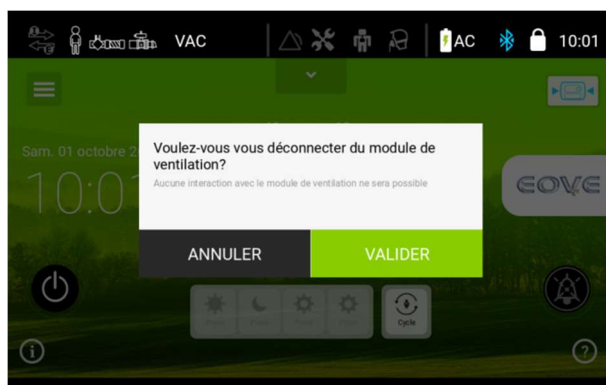 VAC
AC
10:01
Sam. 01 octobre 2
10:01
EOVE
Voulez-vous vous déconnecter du module de
ventilation?
Aucune interaction avec le module de ventilation ne sera possible
ANNULER
VALIDER
Cycle